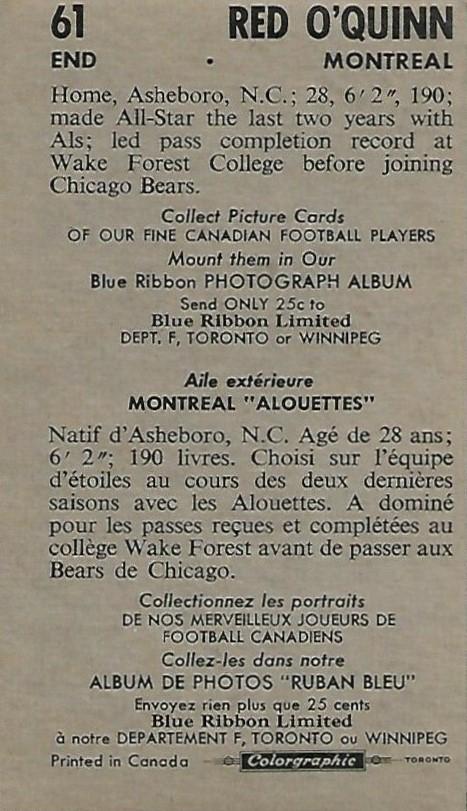 61 RED O'QUINN
END • MONTREAL
Home, Asheboro, N.C.; 28, 6′ 2″, 190;
made All-Star the last two years with
Als; led pass completion record at
Wake Forest College before joining
Chicago Bears.
Collect Picture Cards
OF OUR FINE CANADIAN FOOTBALL PLAYERS
Mount them in Our
Blue Ribbon PHOTOGRAPH ALBUM
Send ONLY 25c to
Blue Ribbon Limited
DEPT. F, TORONTO or WINNIPEG
Aile extérieure
MONTREAL "ALOUETTES"
Natif d'Asheboro, N.C. Agé de 28 ans;
6′ 2″; 190 livres. Choisi sur l'équipe
d'étoiles au cours des deux dernières
saisons avec les Alouettes. A dominé
pour les passes reçues et complétées au
collège Wake Forest avant de passer aux
Bears de Chicago.
Collectionnez les portraits
DE NOS MERVEILLEUX JOUEURS DE
FOOTBALL CANADIENS
Collez-les dans notre
ALBUM DE PHOTOS "RUBAN BLEU"
Envoyez rien plus que 25 cents
Blue Ribbon Limited
à notre DEPARTEMENT F, TORONTO ou WINNIPEG
Printed in Canada Colorgraphic TORONTO